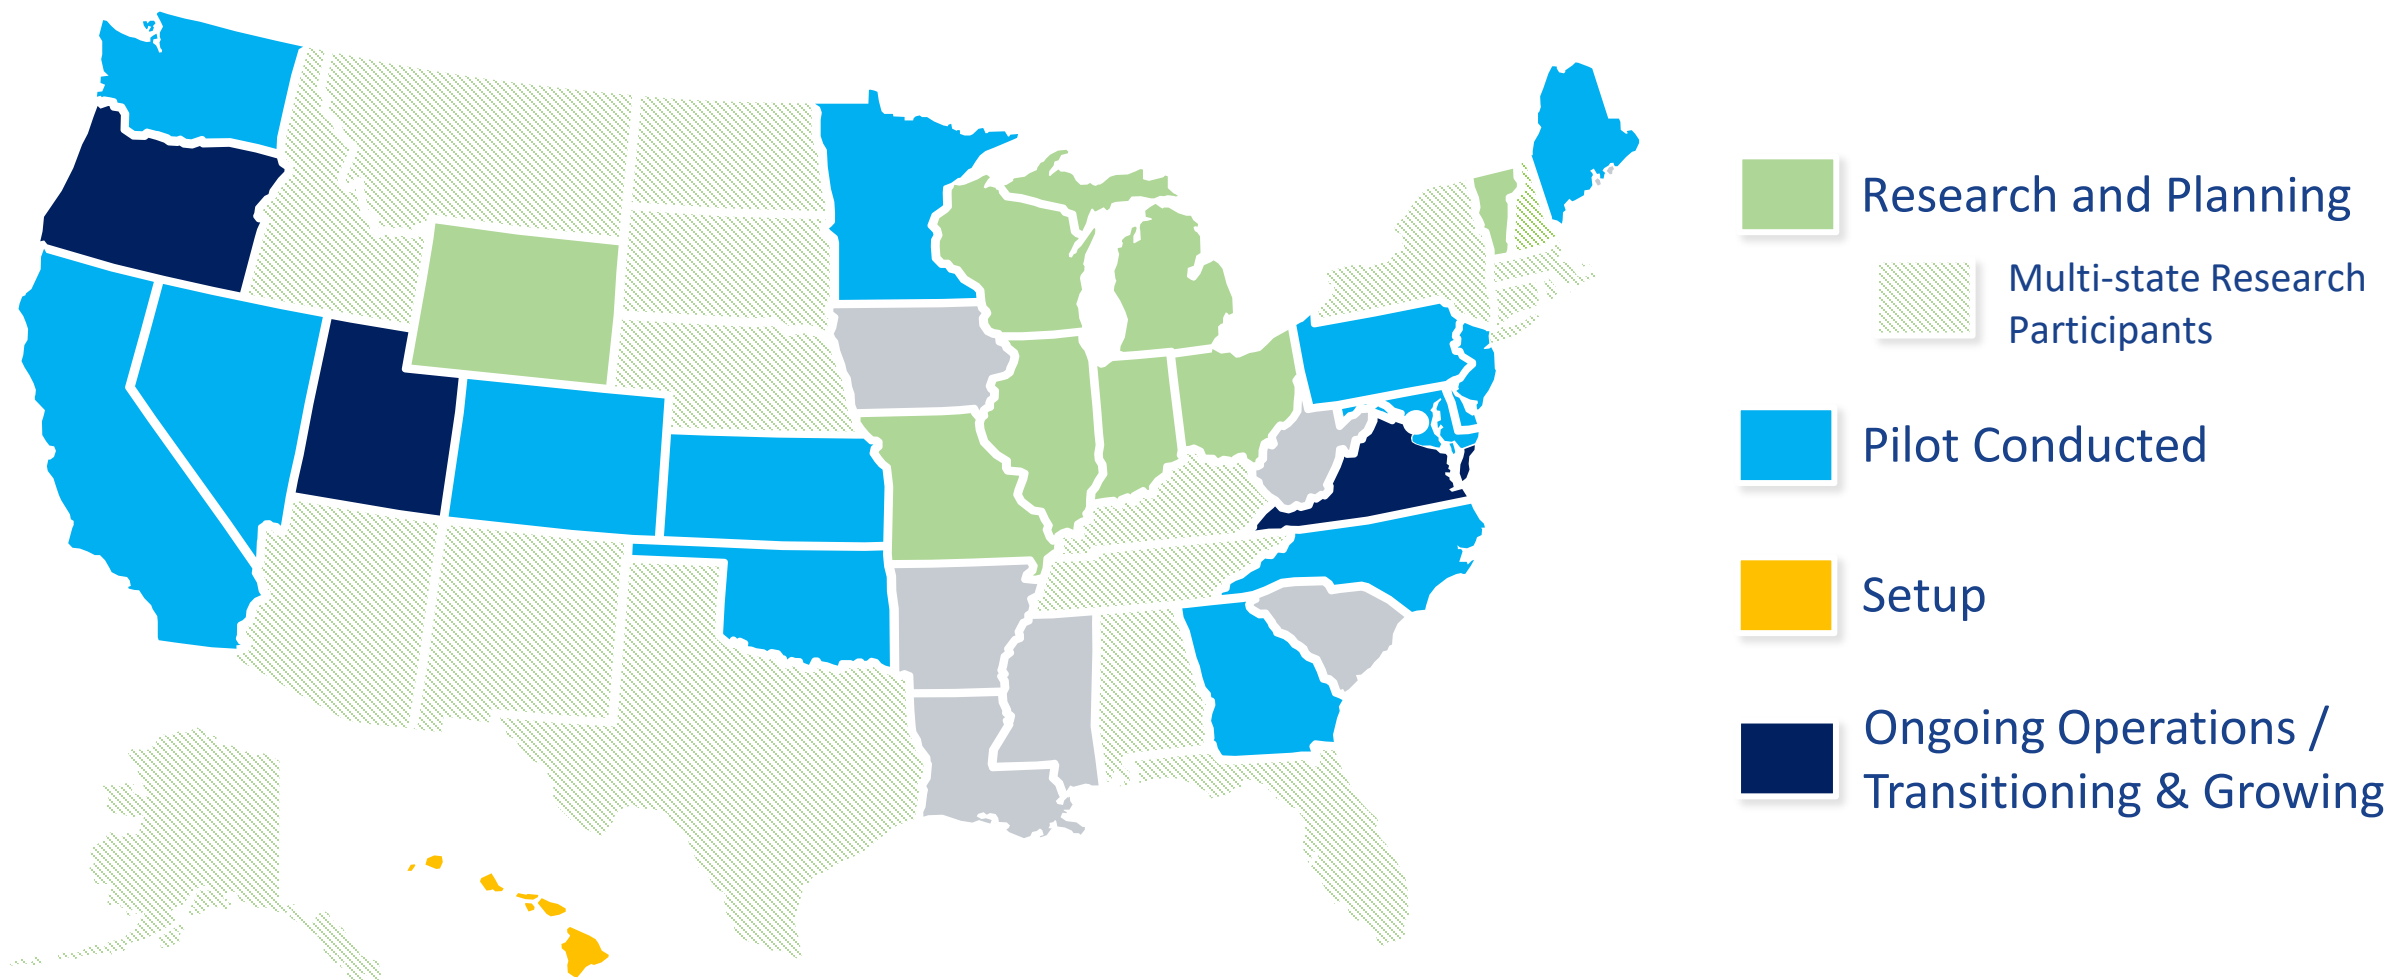 Research and Planning
Multi-state Research
Participants
Pilot Conducted
Setup
Ongoing Operations /
Transitioning & Growing